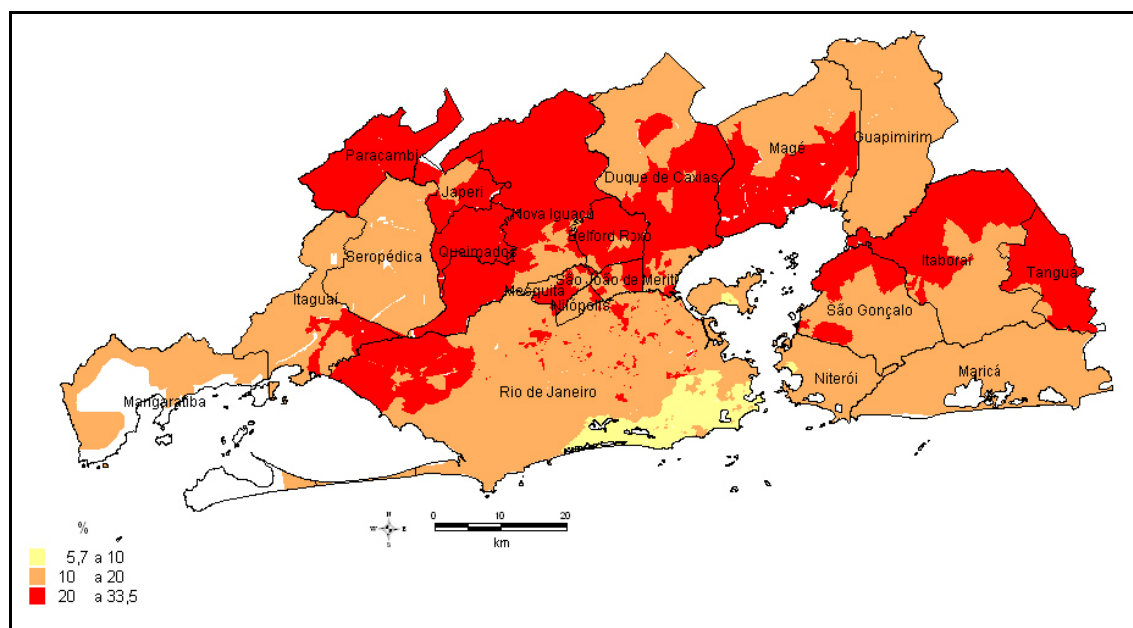 Guapimirim
Magé
Paracambi
Duque de Caxias
Japeri
Nova Iguaçu
Belford Roxo
Queimados
Seropédica
Itaboraí
Tanguá
São João de Meriti
Mesquita
Itaguaí
Nilópolis
São Gonçalo
Rio de Janeiro
Niterói
Maricá
Mangaratiba
N
W E
S
0 10 20
km
%
5,7 a 10
10 a 20
20 a 33,5